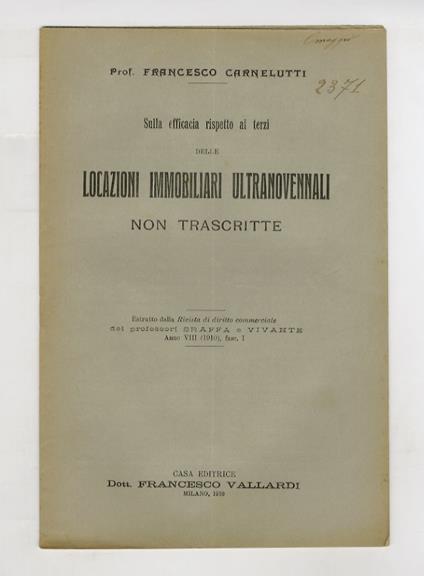 Omaggio
2371
Prof. FRANCESCO CARNELUTTI
Sulla efficacia rispetto ai terzi
DELLE
LOCAZIONI IMMOBILIARI ULTRANOVENNALI
NON TRASCRITTE
Estratto dalla Rivista di diritto commerciale
dei professori SRAFFA e VIVANTE
Anno VIII (1910), fasc. I
CASA EDITRICE
Dott. FRANCESCO VALLARDI
MILANO, 1910